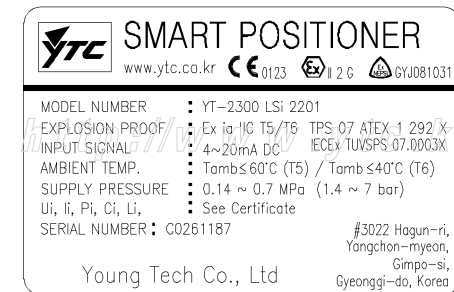 YTC SMART POSITIONER
www.ytc.co.kr CE 0123 Ex II 2 G Ex NEPSI GYJ081031
MODEL NUMBER : YT-2300 LSi 2201
EXPLOSION PROOF : Ex ia IIC T5/T6 TPS 07 ATEX 1 292 X
INPUT SIGNAL : 4~20mA DC IECEx TUVSPS 07.0003X
AMBIENT TEMP. : Tamb≤60°C (T5) / Tamb≤40°C (T6)
SUPPLY PRESSURE : 0.14 ~ 0.7 MPa (1.4 ~ 7 bar)
Ui, Ii, Pi, Ci, Li, : See Certificate
SERIAL NUMBER : C0261187
#3022 Hagun-ri,
Yangchon-myeon,
Gimpo-si,
Gyeonggi-do, Korea
Young Tech Co., Ltd